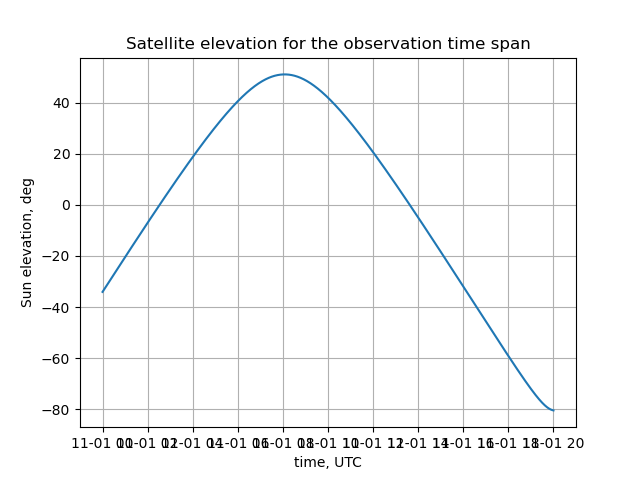 Satellite elevation for the observation time span
Sun elevation, deg
40
20
0
−20
−40
−60
−80
11-01 00 11-01 02 11-01 04 11-01 06 11-01 08 11-01 10 11-01 12 11-01 14 11-01 16 11-01 18 11-01 20
time, UTC